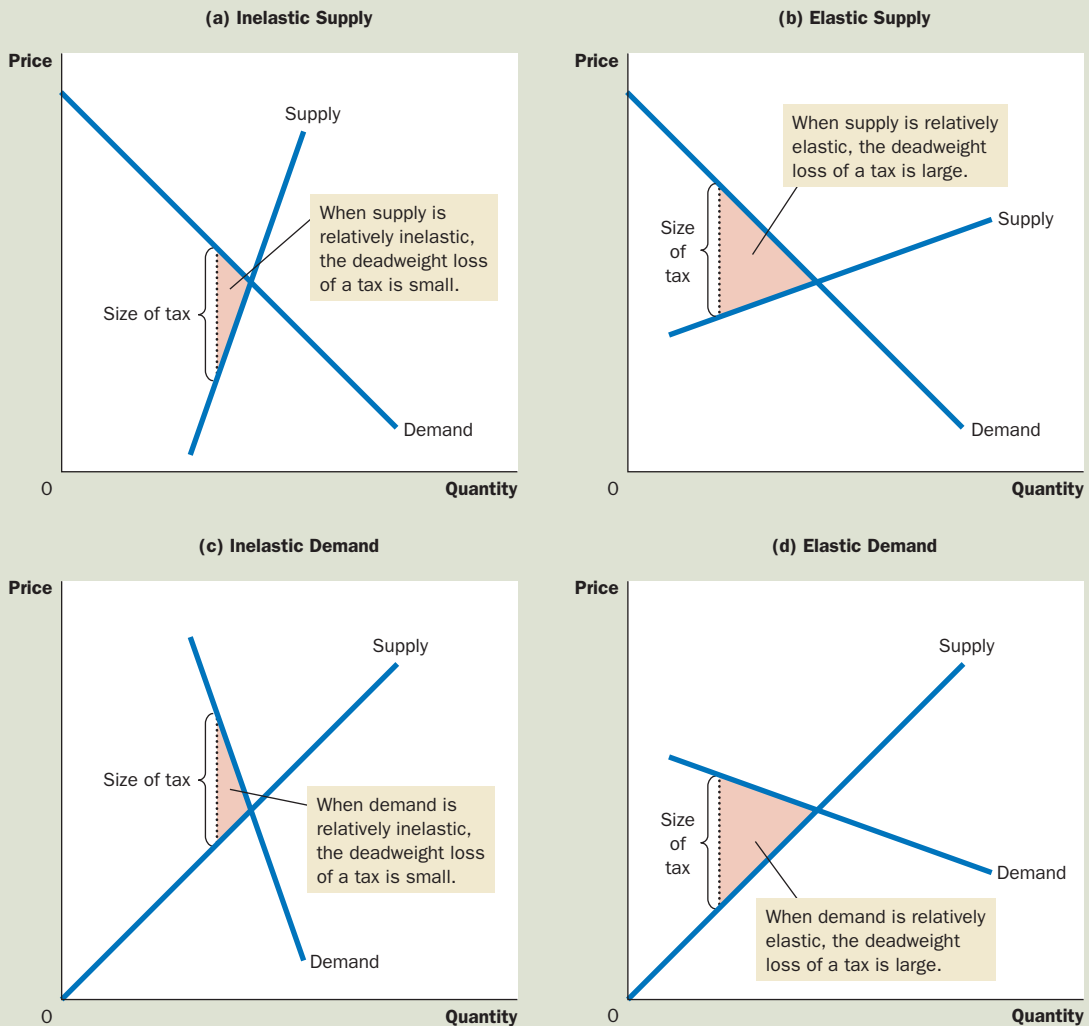 (a) Inelastic Supply
Price
Supply
When supply is
relatively inelastic,
the deadweight loss
of a tax is small.
Size of tax
Demand
0
Quantity
(b) Elastic Supply
Price
When supply is relatively
elastic, the deadweight
loss of a tax is large.
Size
of
tax
Supply
Demand
0
Quantity
(c) Inelastic Demand
Price
Supply
Size of tax
When demand is
relatively inelastic,
the deadweight loss
of a tax is small.
Demand
0
Quantity
(d) Elastic Demand
Price
Supply
Size
of
tax
Demand
When demand is relatively
elastic, the deadweight
loss of a tax is large.
0
Quantity